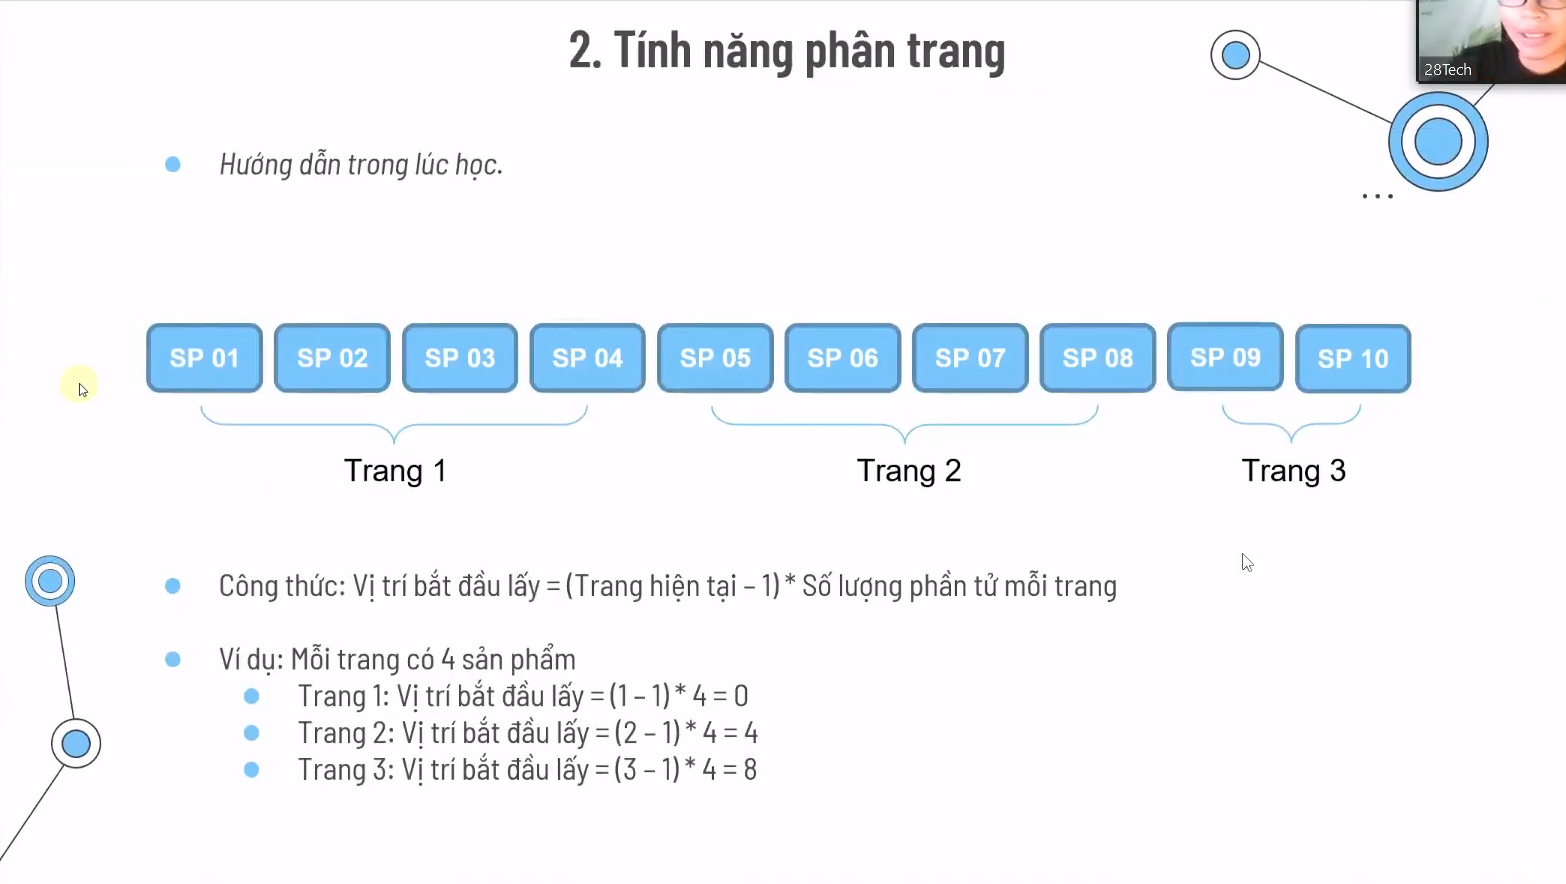 2. Tính năng phân trang
28Tech
Hướng dẫn trong lúc học.
...
SP 01 SP 02 SP 03 SP 04 SP 05 SP 06 SP 07 SP 08 SP 09 SP 10
Trang 1 Trang 2 Trang 3
Công thức: Vị trí bắt đầu lấy = (Trang hiện tại – 1) * Số lượng phần tử mỗi trang
Ví dụ: Mỗi trang có 4 sản phẩm
Trang 1: Vị trí bắt đầu lấy = (1 – 1) * 4 = 0
Trang 2: Vị trí bắt đầu lấy = (2 – 1) * 4 = 4
Trang 3: Vị trí bắt đầu lấy = (3 – 1) * 4 = 8